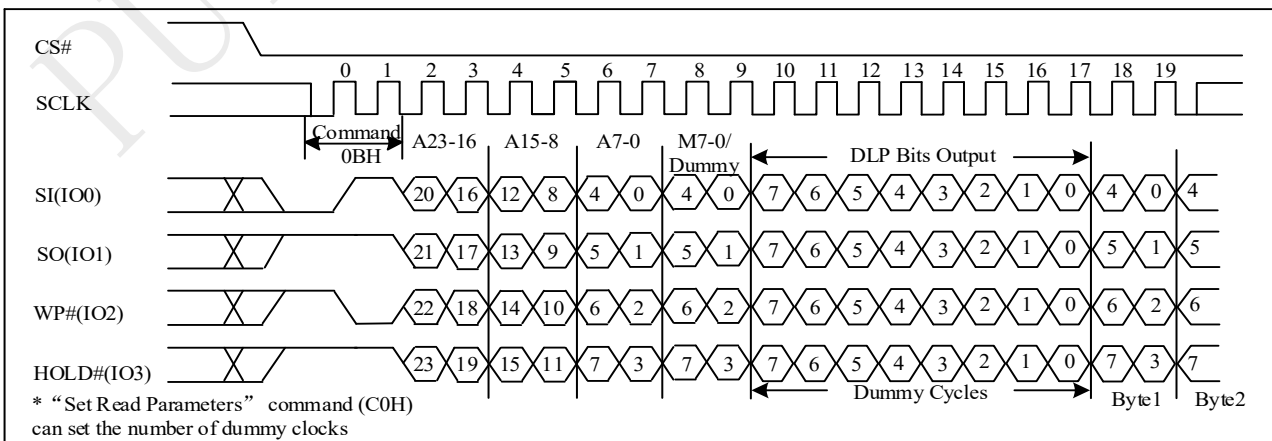 PU
CS#
0 1 2 3 4 5 6 7 8 9 10 11 12 13 14 15 16 17 18 19
SCLK
Command
0BH
A23-16 A15-8 A7-0 M7-0/
Dummy
DLP Bits Output
SI(IO0) 20 16 12 8 4 0 4 0 7 6 5 4 3 2 1 0 4 0 4
SO(IO1) 21 17 13 9 5 1 5 1 7 6 5 4 3 2 1 0 5 1 5
WP#(IO2) 22 18 14 10 6 2 6 2 7 6 5 4 3 2 1 0 6 2 6
HOLD#(IO3) 23 19 15 11 7 3 7 3 7 6 5 4 3 2 1 0 7 3 7
Dummy Cycles Byte1 Byte2
* “Set Read Parameters” command (C0H)
can set the number of dummy clocks